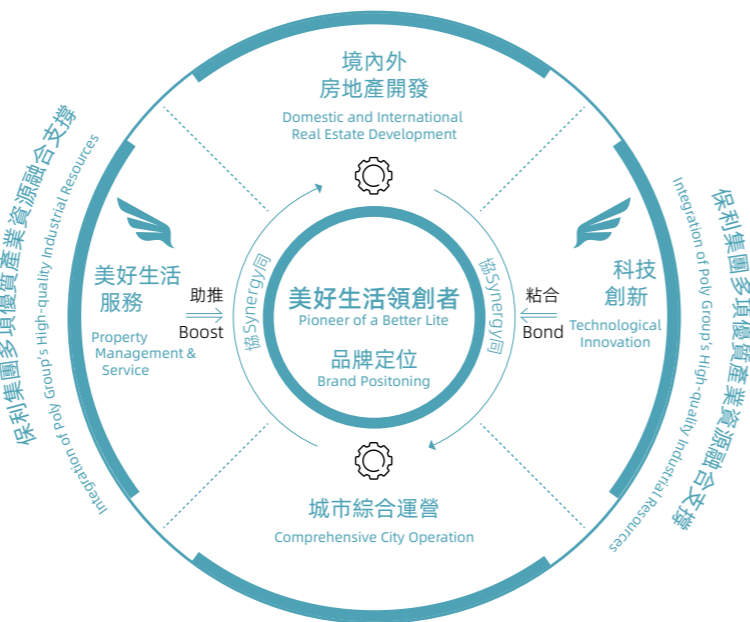 境內外
房地產開發
Domestic and International
Real Estate Development
保利集團多項優質產業資源融合支撐
Integration of Poly Group's High-quality Industrial Resources
美好生活
服務
Property
Management &
Service
助推
Boost
協Synergy同
美好生活領創者
Pioneer of a Better Lite
品牌定位
Brand Positoning
協Synergy同
粘合
Bond
科技
創新
Technological
Innovation
保利集團多項優質產業資源融合支撐
Integration of Poly Group's High-quality Industrial Resources
城市綜合運營
Comprehensive City Operation